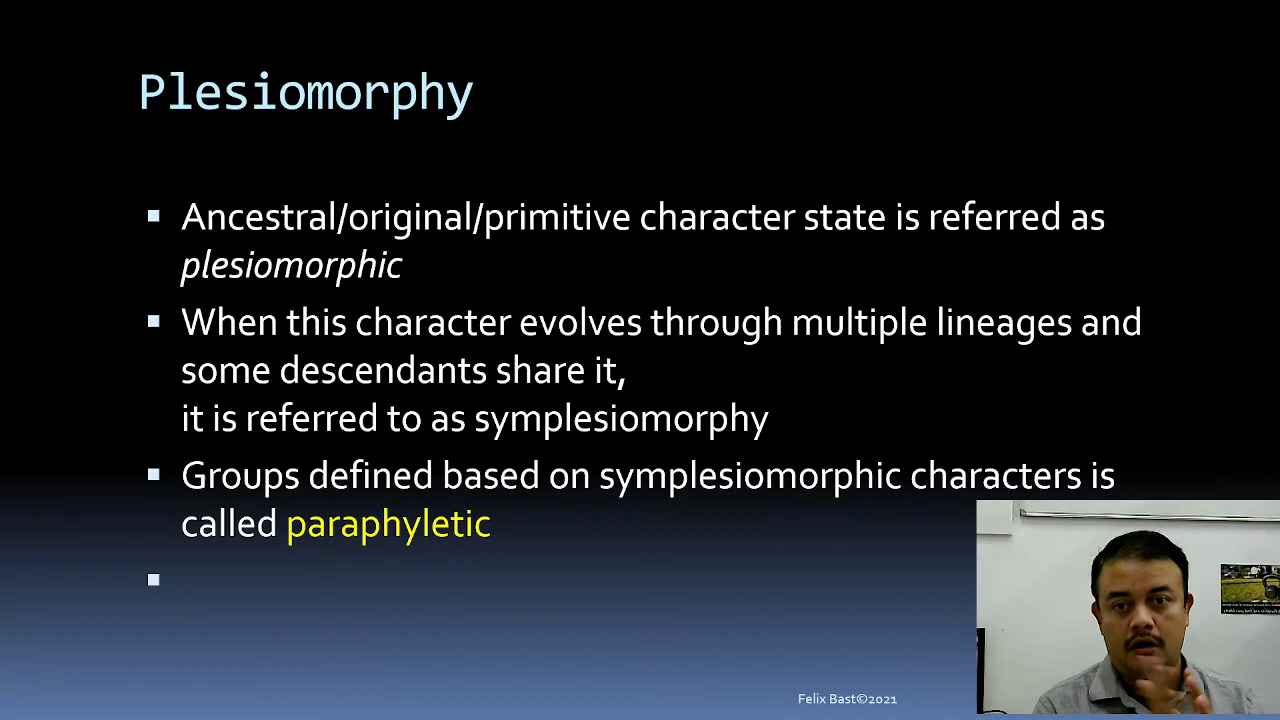 Plesiomorphy
Ancestral/original/primitive character state is referred as
plesiomorphic
When this character evolves through multiple lineages and
some descendants share it,
it is referred to as symplesiomorphy
Groups defined based on symplesiomorphic characters is
called paraphyletic
Felix Bast©2021